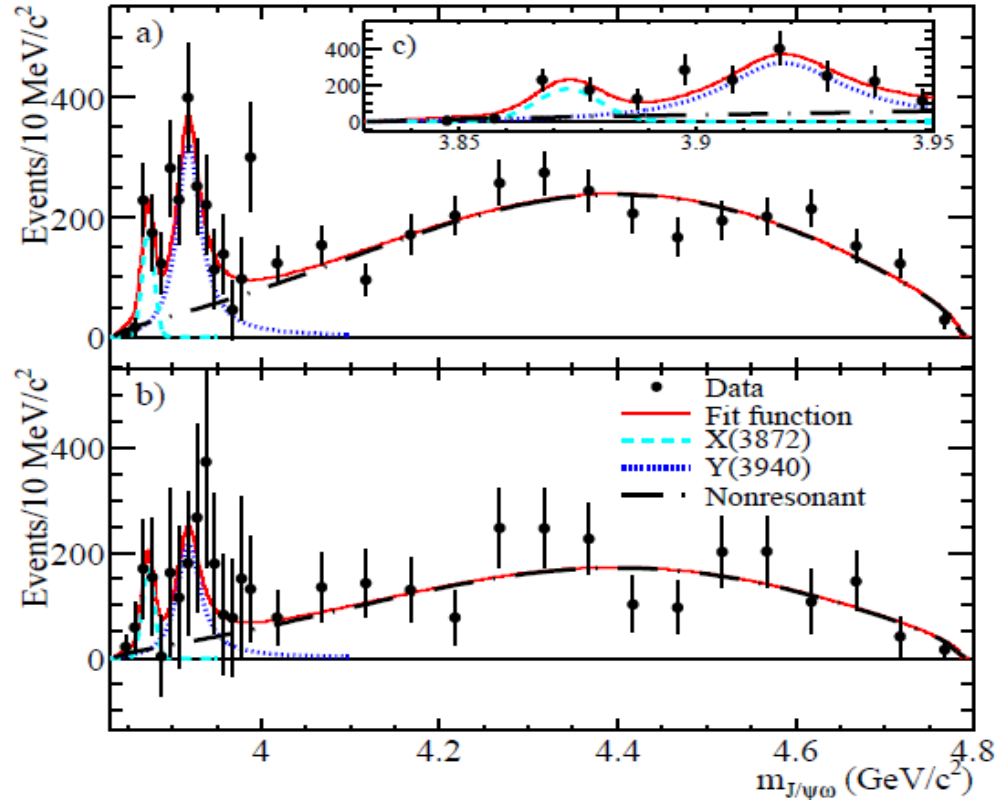 a)
c)
400
200
0
3.85
3.9
3.95
Events/10 MeV/c²
400
200
0
b)
Data
Fit function
X(3872)
Y(3940)
Nonresonant
Events/10 MeV/c²
400
200
0
4
4.2
4.4
4.6
4.8
m_J/ψω (GeV/c²)